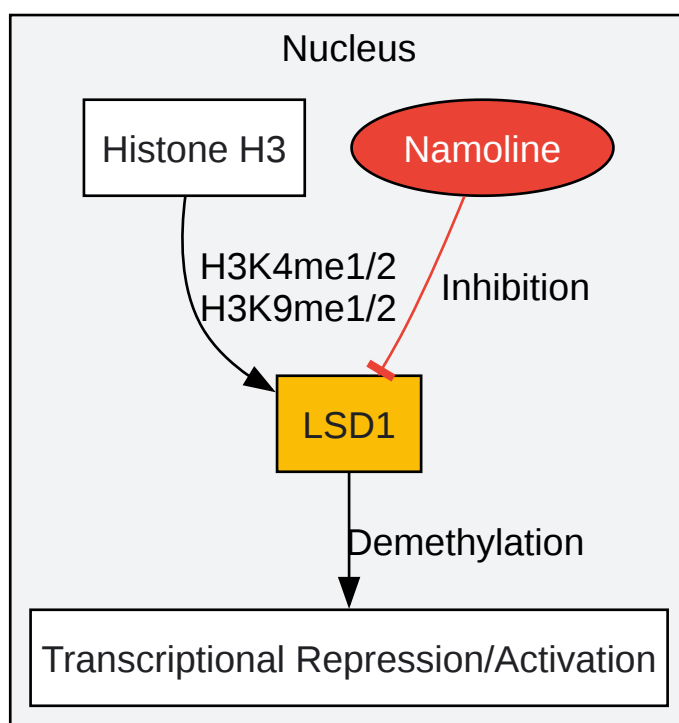 Nucleus
Histone H3
Namoline
H3K4me1/2
H3K9me1/2
Inhibition
LSD1
Demethylation
Transcriptional Repression/Activation